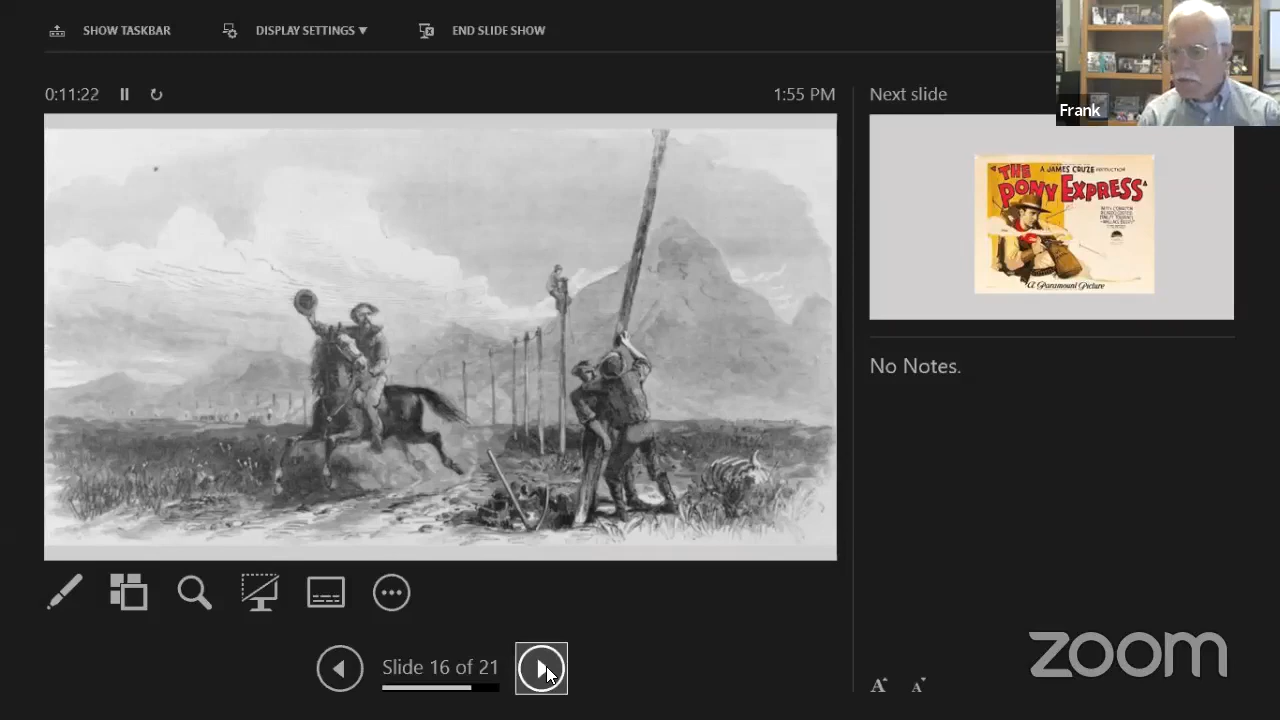 SHOW TASKBAR
DISPLAY SETTINGS ▼
END SLIDE SHOW
0:11:22
1:55 PM
Next slide
Frank
A JAMES CRUZE PRODUCTION
THE
PONY EXPRESS
A Paramount Picture
No Notes.
Slide 16 of 21
A A
zoom